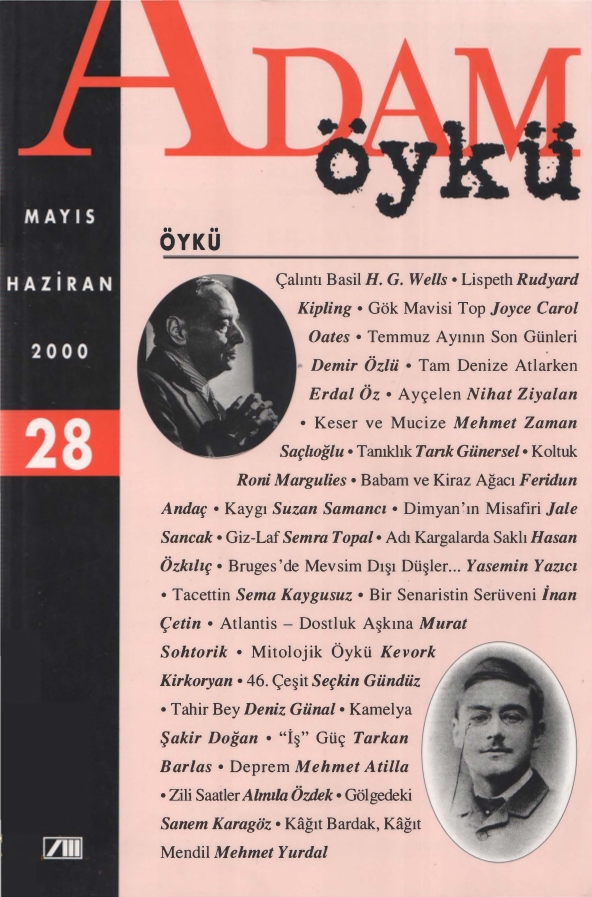 ADAM
öykü
MAYIS
HAZİRAN
2000
28
ÖYKÜ
Çalıntı Basil H. G. Wells • Lispeth Rudyard
Kipling • Gök Mavisi Top Joyce Carol
Oates • Temmuz Ayının Son Günleri
Demir Özlü • Tam Denize Atlarken
Erdal Öz • Ayçelen Nihat Ziyalan
• Keser ve Mucize Mehmet Zaman
Saçlıoğlu • Tanıklık Tarık Günersel • Koltuk
Roni Margulies • Babam ve Kiraz Ağacı Feridun
Andaç • Kaygı Suzan Samancı • Dimyan’ın Misafiri Jale
Sancak • Giz-Laf Semra Topal • Adı Kargalarda Saklı Hasan
Özkılıç • Bruges’de Mevsim Dışı Düşler... Yasemin Yazıcı
• Tacettin Sema Kaygusuz • Bir Senaristin Serüveni İnan
Çetin • Atlantis – Dostluk Aşkına Murat
Sohtorik • Mitolojik Öykü Kevork
Kirkoryan • 46. Çeşit Seçkin Gündüz
• Tahir Bey Deniz Günal • Kamelya
Şakir Doğan • “İş” Güç Tarkan
Barlas • Deprem Mehmet Atilla
• Zili Saatler Almıla Özdek • Gölgedeki
Sanem Karagöz • Kâğıt Bardak, Kâğıt
Mendil Mehmet Yurdal